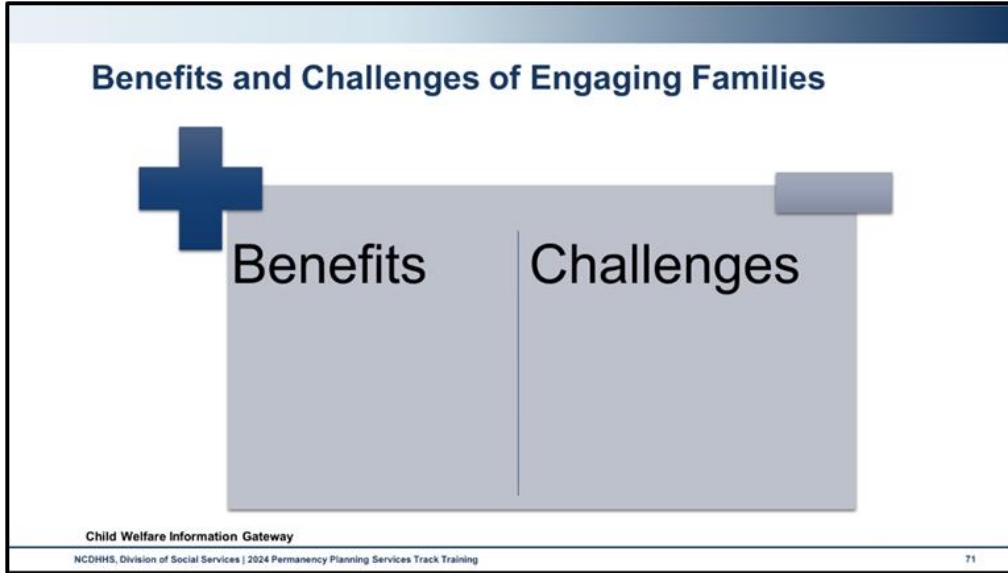 Benefits and Challenges of Engaging Families
Benefits
Challenges
Child Welfare Information Gateway
NCDHHS, Division of Social Services | 2024 Permanency Planning Services Track Training
71